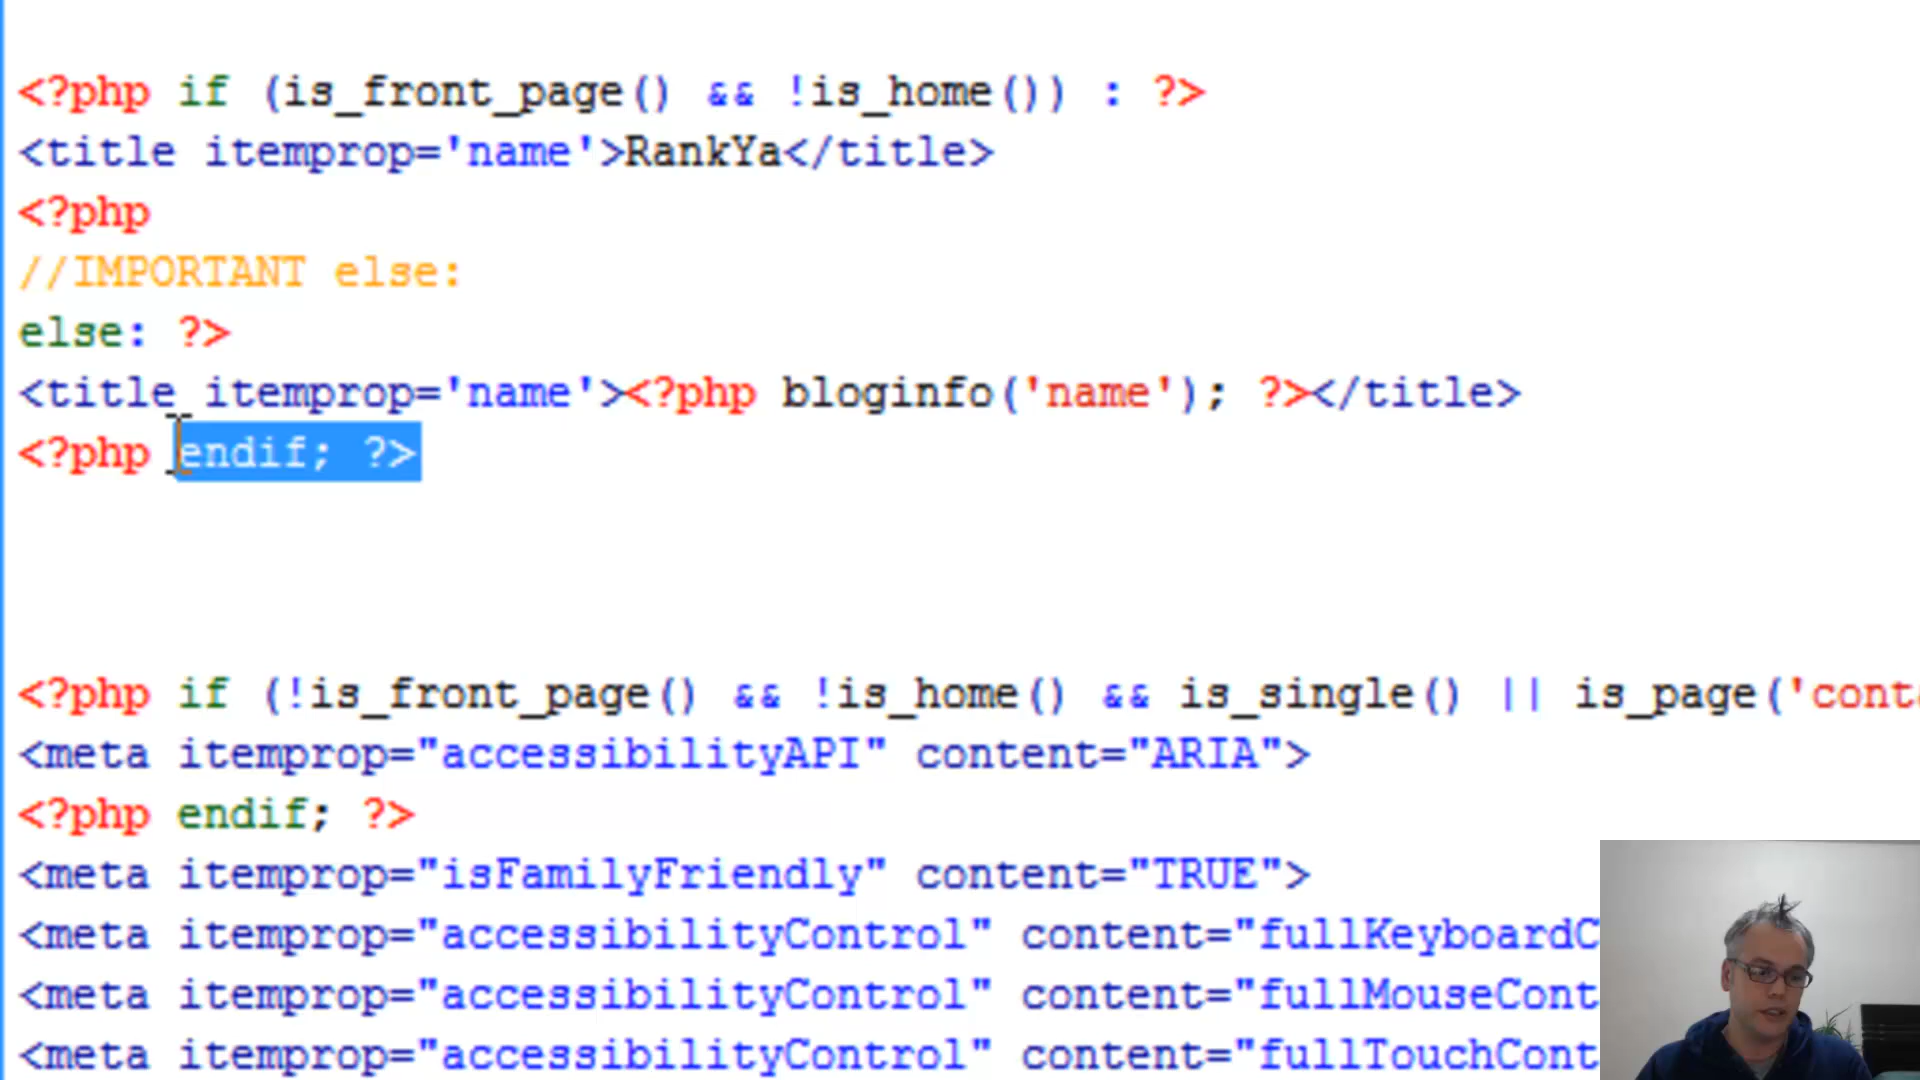 <?php if (is_front_page() && !is_home()) : ?>
<title itemprop='name'>RankYa</title>
<?php
//IMPORTANT else:
else: ?>
<title itemprop='name'><?php bloginfo('name'); ?></title>
<?php endif; ?>
<?php if (!is_front_page() && !is_home() && is_single() || is_page('cont
<meta itemprop="accessibilityAPI" content="ARIA">
<?php endif; ?>
<meta itemprop="isFamilyFriendly" content="TRUE">
<meta itemprop="accessibilityControl" content="fullKeyboardC
<meta itemprop="accessibilityControl" content="fullMouseCont
<meta itemprop="accessibilityControl" content="fullTouchCont